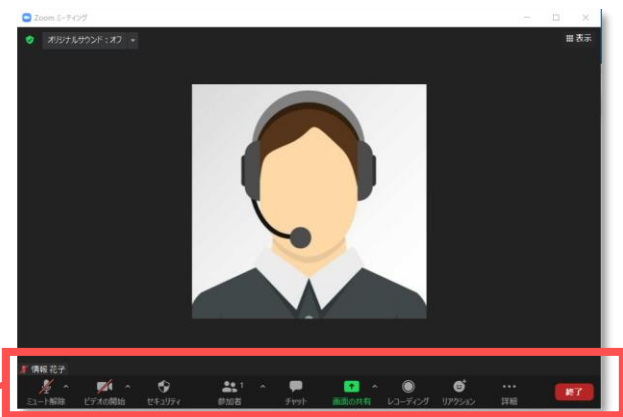 Zoom ミーティング
オリジナルサウンド：オフ
表示
情報 花子
ミュート解除 ビデオの開始 セキュリティ 参加者 1 チャット 画面の共有 レコーディング リアクション 詳細 終了